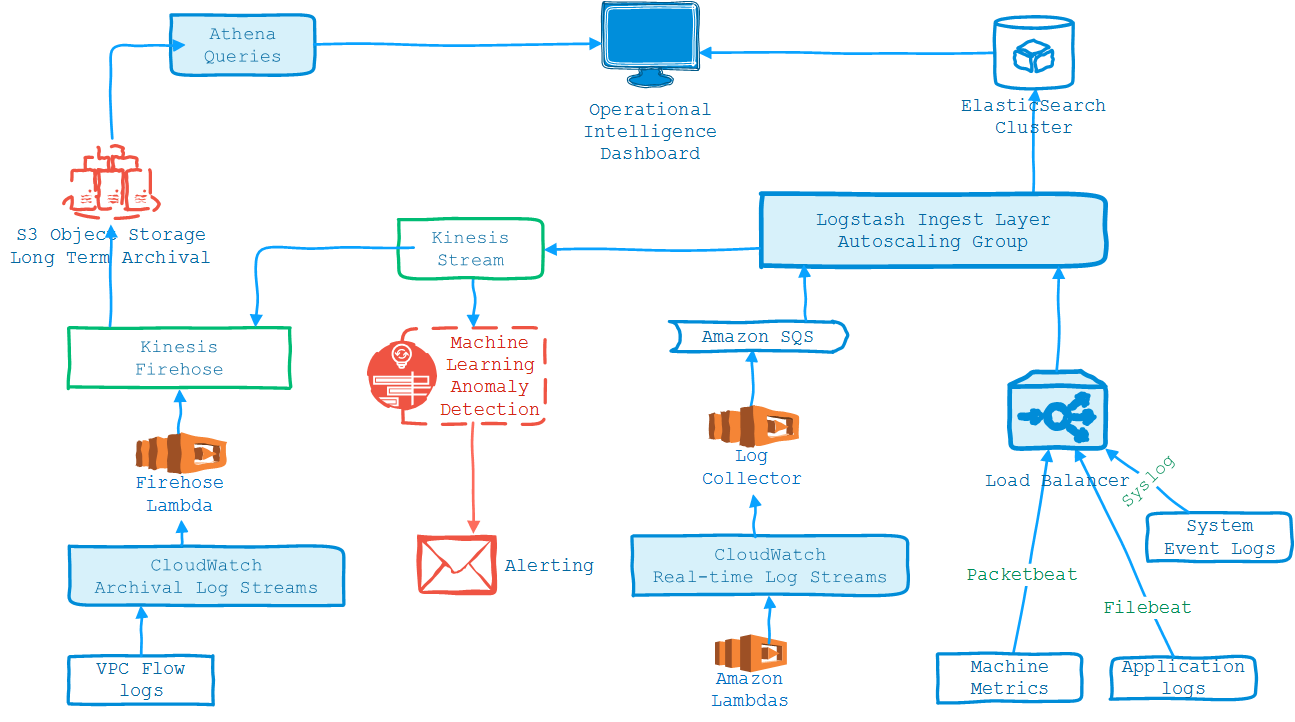 Athena
Queries
Operational
Intelligence
Dashboard
ElasticSearch
Cluster
S3 Object Storage
Long Term Archival
Kinesis
Stream
Logstash Ingest Layer
Autoscaling Group
Kinesis
Firehose
Machine
Learning
Anomaly
Detection
Amazon SQS
Firehose
Lambda
Log
Collector
Load Balancer
Syslog
System
Event Logs
CloudWatch
Archival Log Streams
Alerting
CloudWatch
Real-time Log Streams
Packetbeat
Filebeat
VPC Flow
logs
Amazon
Lambdas
Machine
Metrics
Application
logs